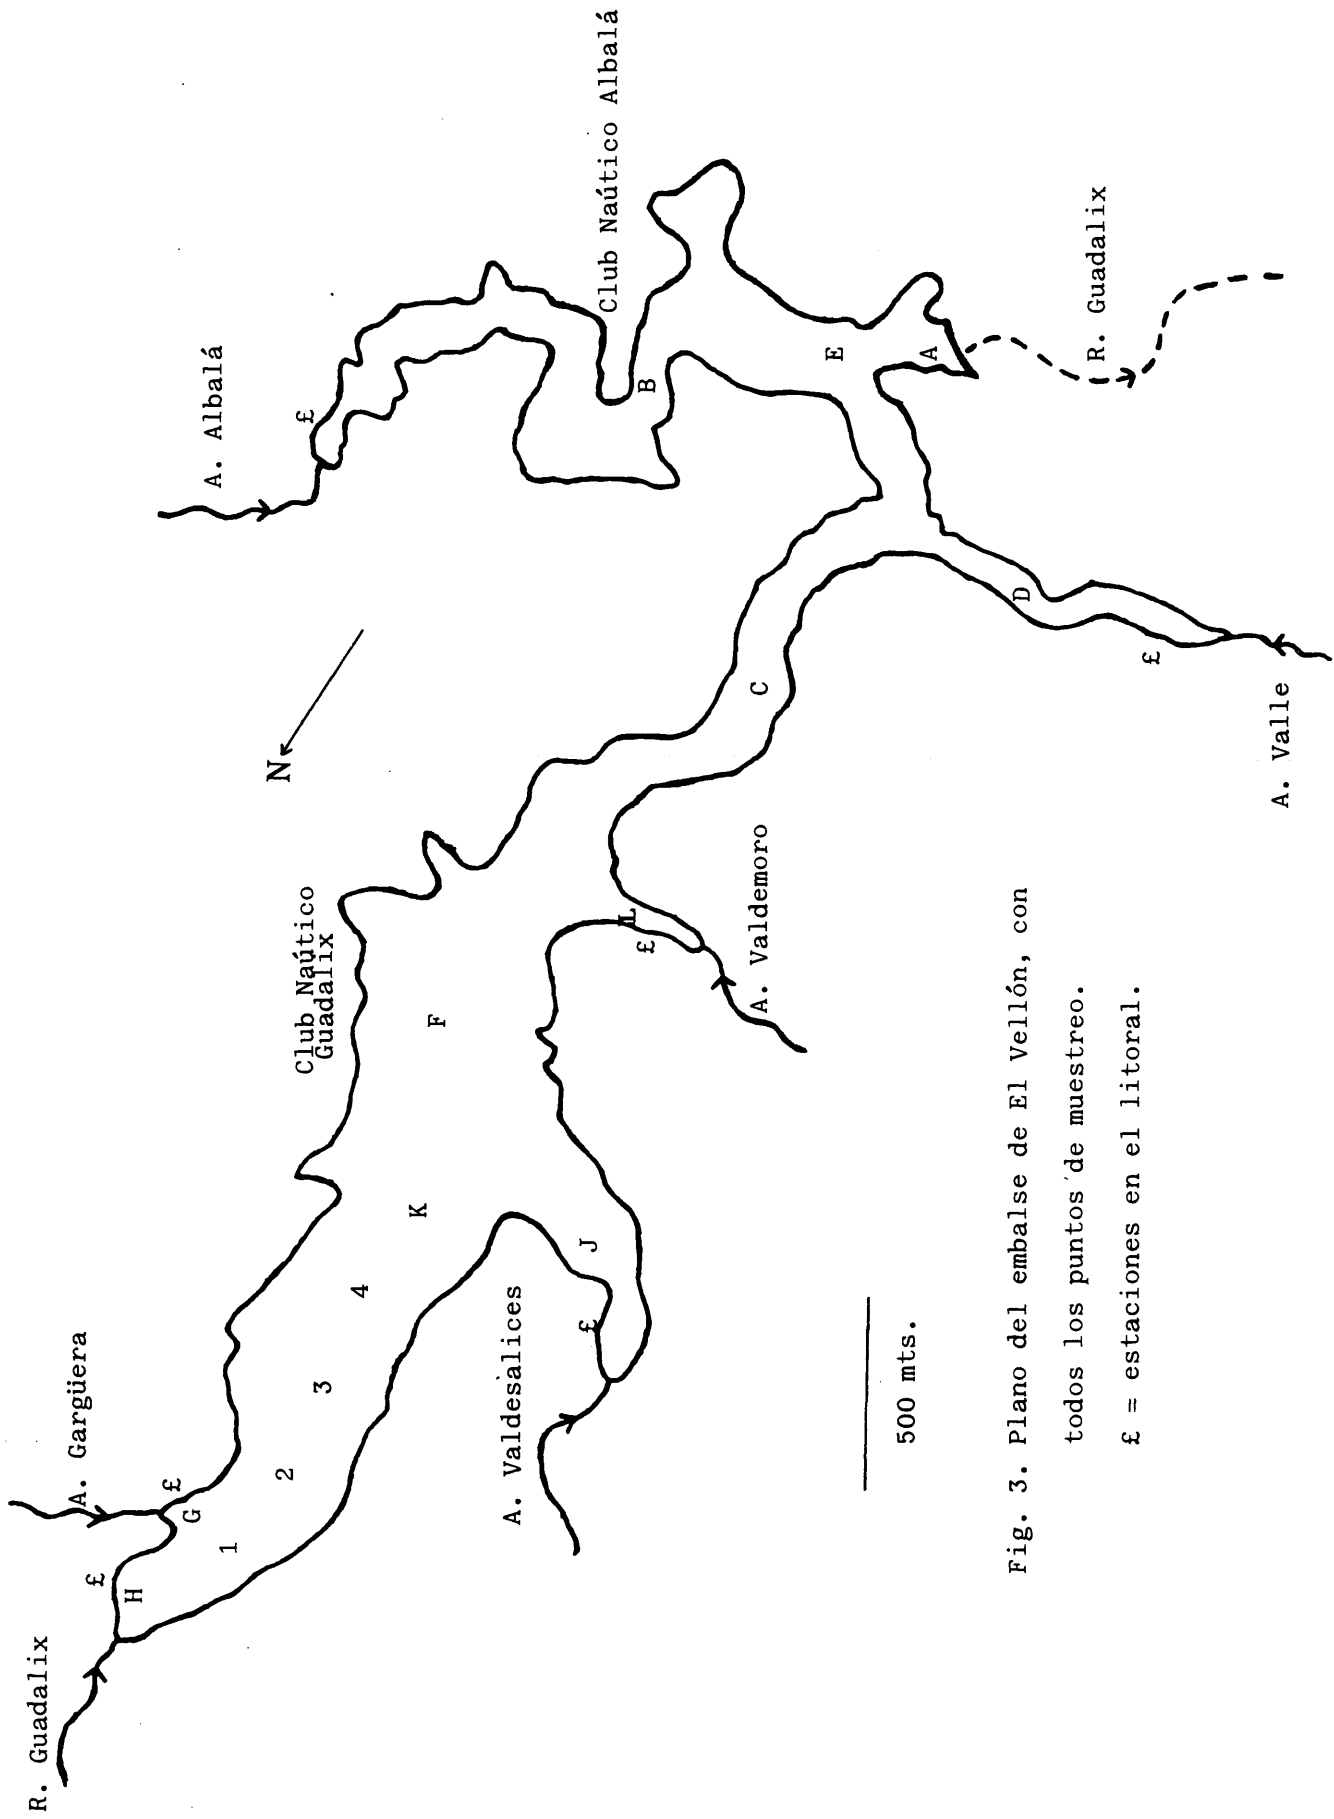 R. Guadalix
A. Gargüera
£
H
G
£
1
2
3
4
K
Club Naútico
Guadalix
F
A. Valdesalices
£
J
£
L
A. Valdemoro
N
C
A. Albalá
£
Club Naútico Albalá
B
E
A
R. Guadalix
D
£
A. Valle
500 mts.
Fig. 3. Plano del embalse de El Vellón, con
todos los puntos de muestreo.
£ = estaciones en el litoral.